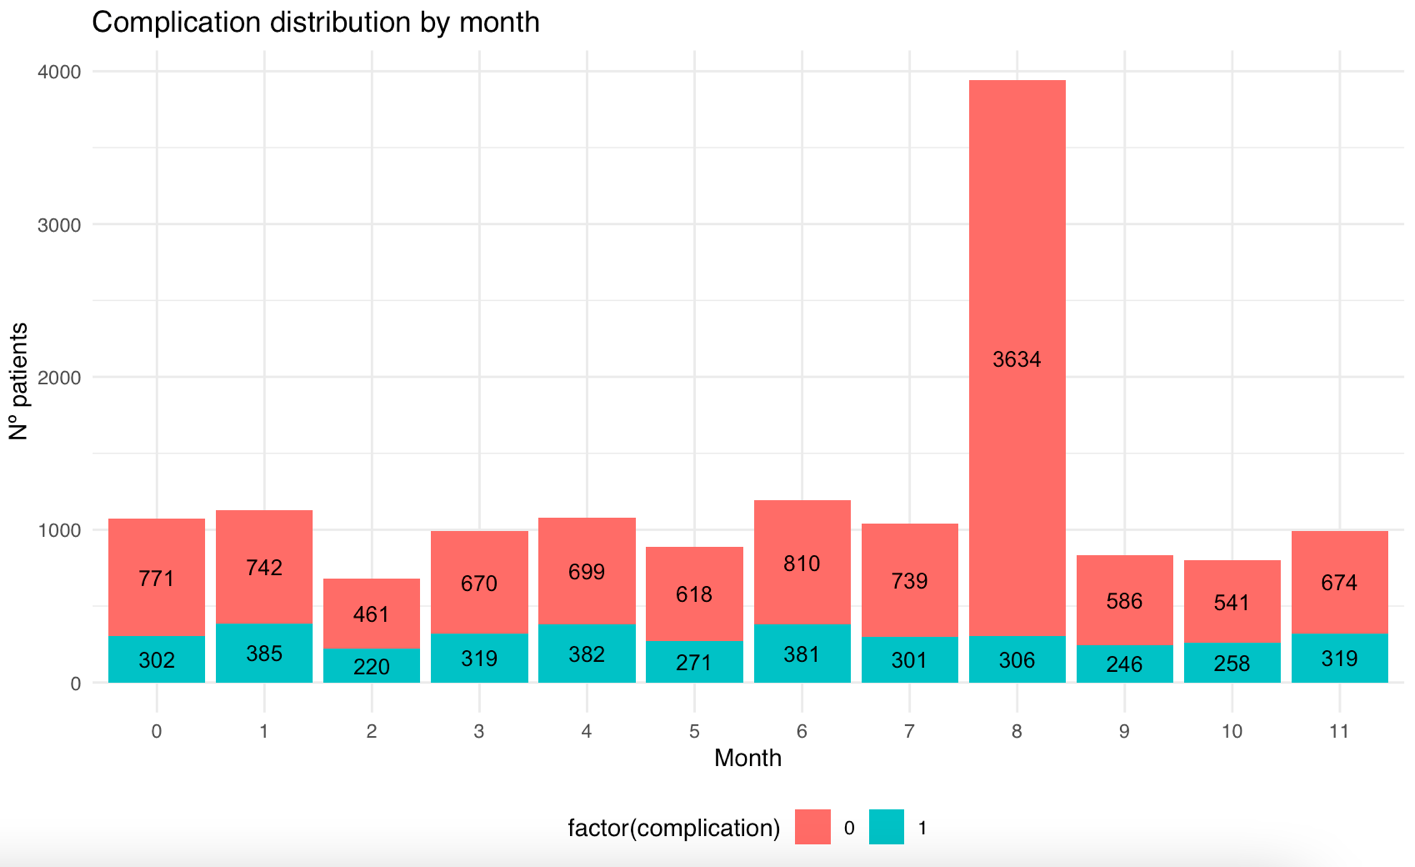 Complication distribution by month
4000
3000
2000
1000
0
Nº patients
771 742 461 670 699 618 810 739 3634 586 541 674
302 385 220 319 382 271 381 301 306 246 258 319
0 1 2 3 4 5 6 7 8 9 10 11
Month
factor(complication) 0 1